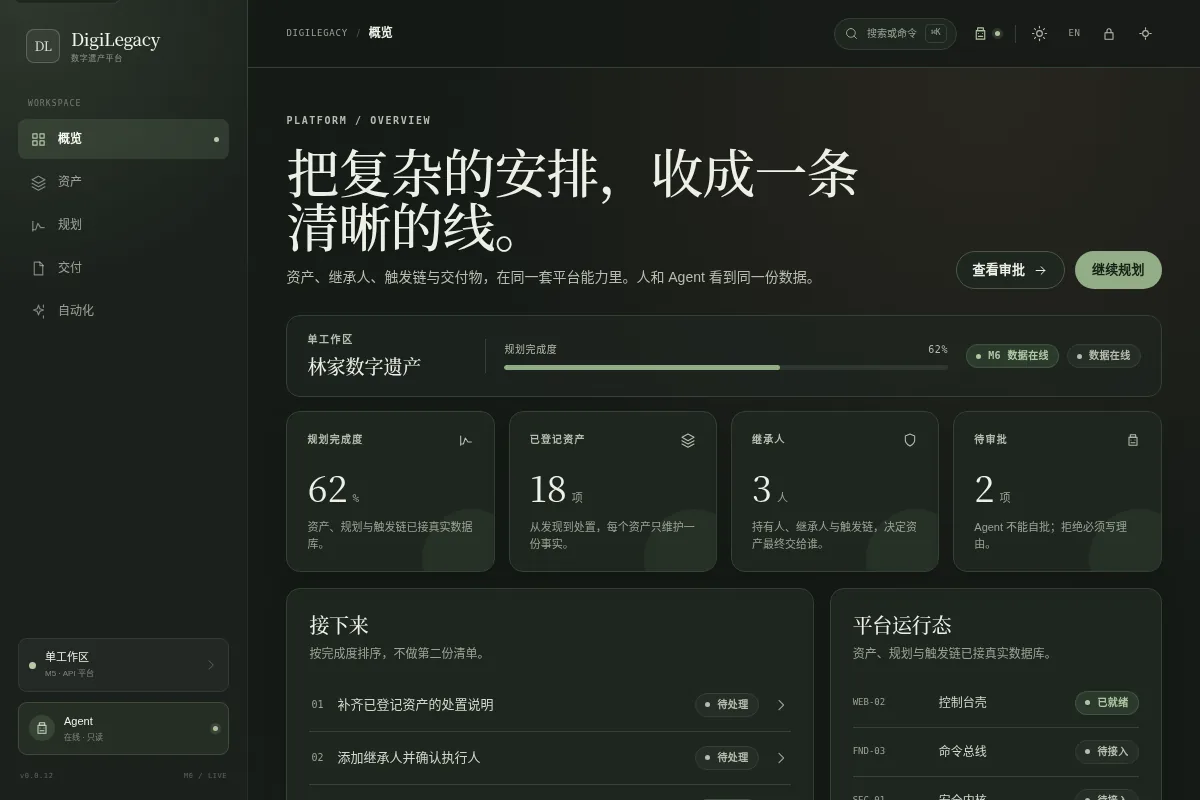 DL
DigiLegacy
数字遗产平台
WORKSPACE
概览
资产
规划
交付
自动化
单工作区
M5 · API 平台
Agent
在线 · 只读
v0.0.12
M6 / LIVE
DIGILEGACY / 概览
搜索或命令 ⌘K
EN
PLATFORM / OVERVIEW
把复杂的安排，收成一条
清晰的线。
资产、继承人、触发链与交付物，在同一套平台能力里。人和 Agent 看到同一份数据。
查看审批 →
继续规划
单工作区
林家数字遗产
规划完成度 62%
M6 数据在线
数据在线
规划完成度
62 %
资产、规划与触发链已接真实数据
库。
已登记资产
18 项
从发现到处置，每个资产只维护一
份事实。
继承人
3 人
持有人、继承人与触发链，决定资
产最终交给谁。
待审批
2 项
Agent 不能自批；拒绝必须写理
由。
接下来
按完成度排序，不做第二份清单。
01 补齐已登记资产的处置说明 待处理
02 添加继承人并确认执行人 待处理
平台运行态
资产、规划与触发链已接真实数据库。
WEB-02 控制台壳 已就绪
FND-03 命令总线 待接入
SEC-01 安全内核 待接入